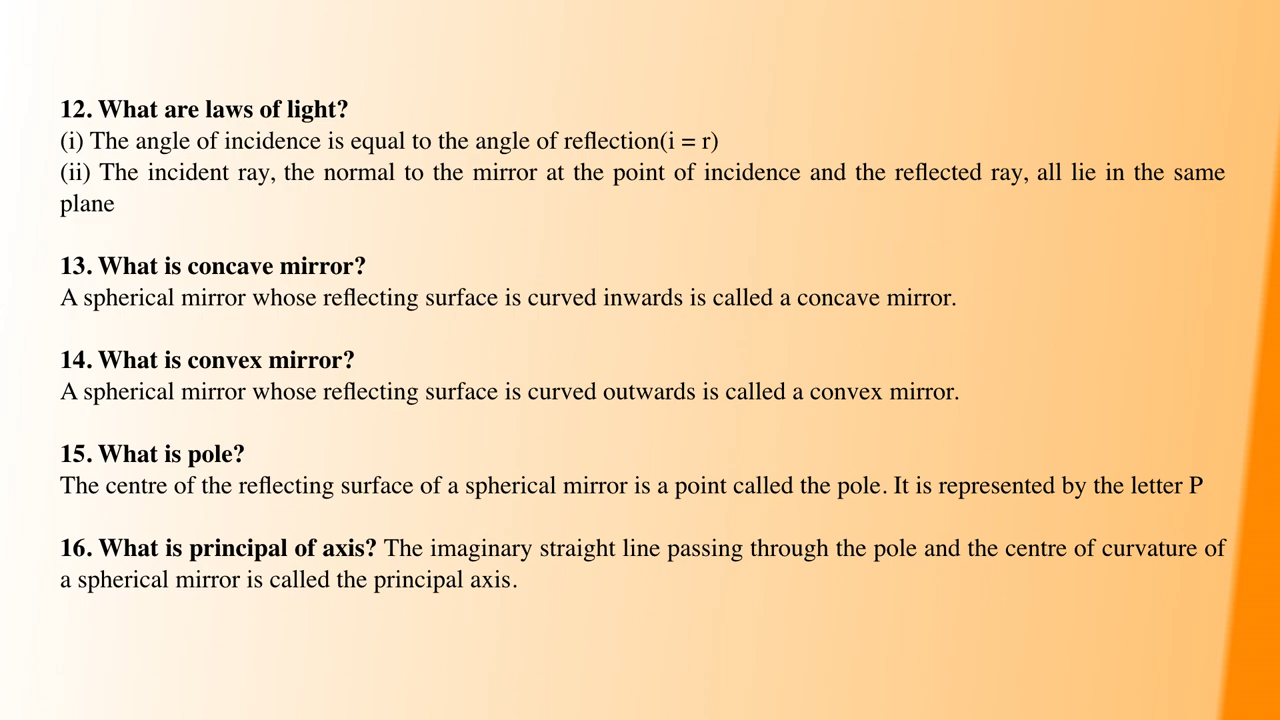 12. What are laws of light?
(i) The angle of incidence is equal to the angle of reflection(i = r)
(ii) The incident ray, the normal to the mirror at the point of incidence and the reflected ray, all lie in the same
plane
13. What is concave mirror?
A spherical mirror whose reflecting surface is curved inwards is called a concave mirror.
14. What is convex mirror?
A spherical mirror whose reflecting surface is curved outwards is called a convex mirror.
15. What is pole?
The centre of the reflecting surface of a spherical mirror is a point called the pole. It is represented by the letter P
16. What is principal of axis? The imaginary straight line passing through the pole and the centre of curvature of
a spherical mirror is called the principal axis.